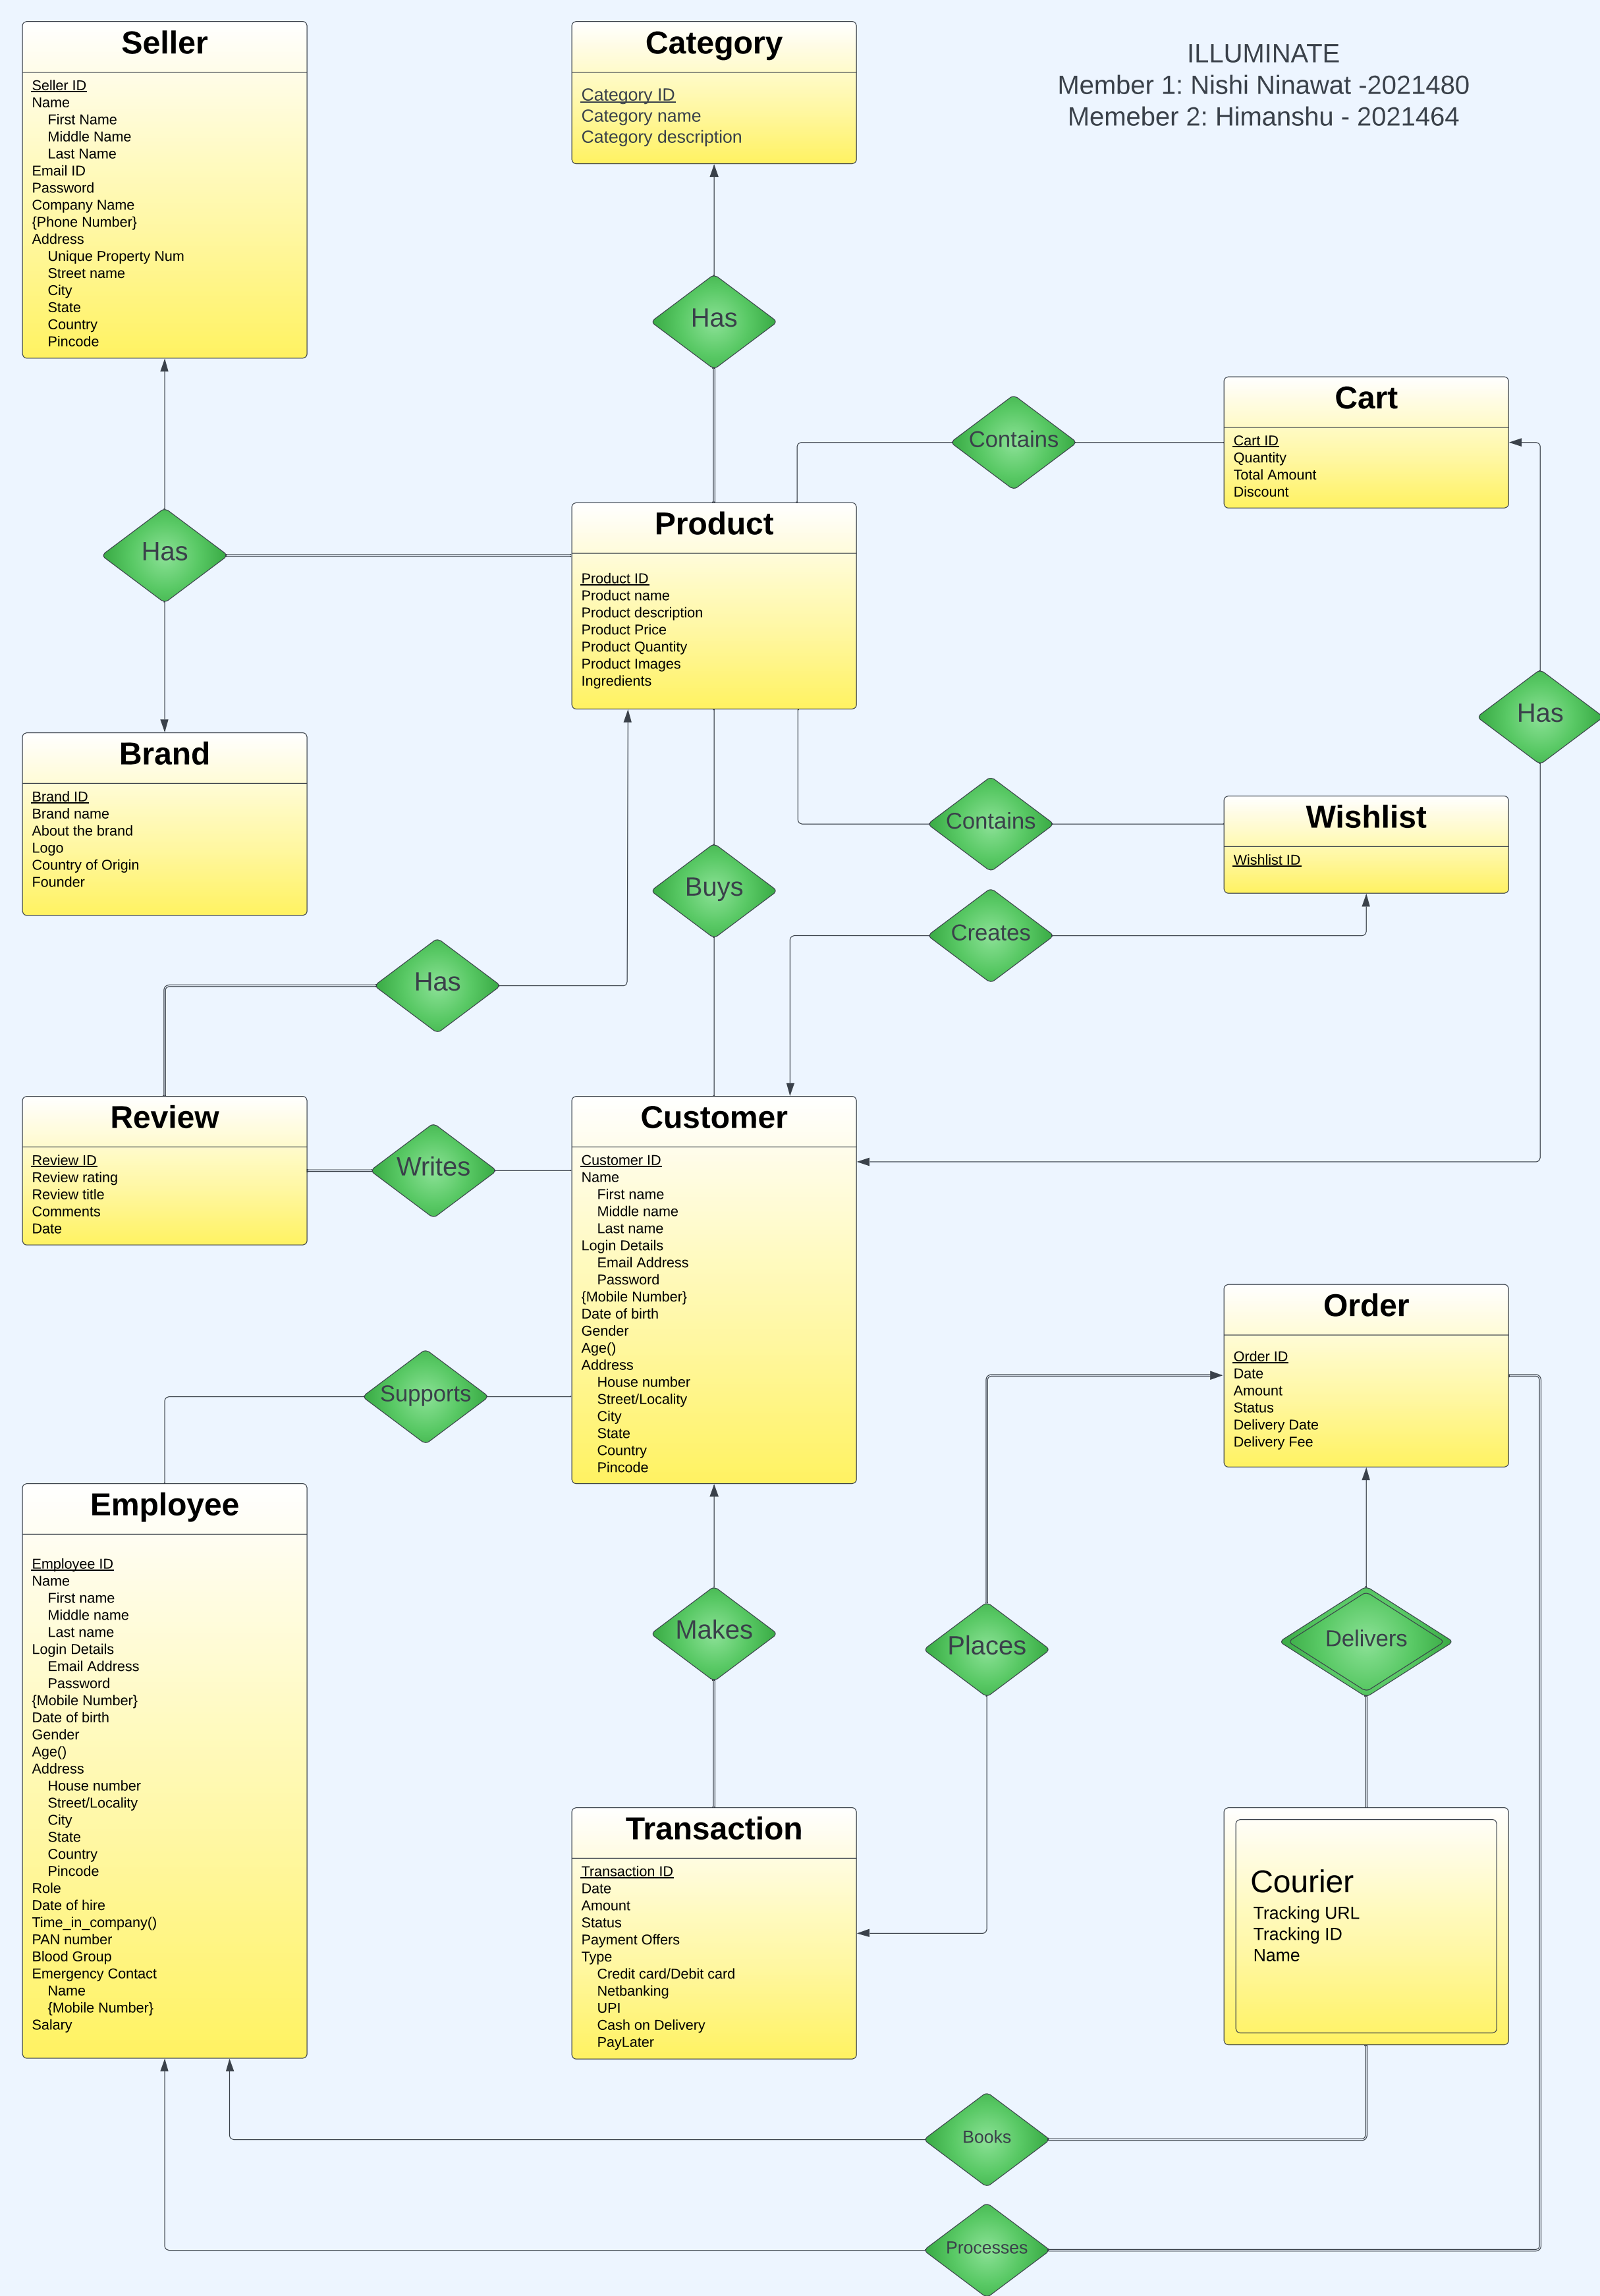 Seller
Seller ID
Name
First Name
Middle Name
Last Name
Email ID
Password
Company Name
{Phone Number}
Address
Unique Property Num
Street name
City
State
Country
Pincode
Category
Category ID
Category name
Category description
ILLUMINATE
Member 1: Nishi Ninawat -2021480
Memeber 2: Himanshu - 2021464
Has
Contains
Cart
Cart ID
Quantity
Total Amount
Discount
Has
Product
Product ID
Product name
Product description
Product Price
Product Quantity
Product Images
Ingredients
Has
Brand
Brand ID
Brand name
About the brand
Logo
Country of Origin
Founder
Buys
Contains
Wishlist
Wishlist ID
Creates
Has
Review
Review ID
Review rating
Review title
Comments
Date
Writes
Customer
Customer ID
Name
First name
Middle name
Last name
Login Details
Email Address
Password
{Mobile Number}
Date of birth
Gender
Age()
Address
House number
Street/Locality
City
State
Country
Pincode
Order
Order ID
Date
Amount
Status
Delivery Date
Delivery Fee
Supports
Employee
Employee ID
Name
First name
Middle name
Last name
Login Details
Email Address
Password
{Mobile Number}
Date of birth
Gender
Age()
Address
House number
Street/Locality
City
State
Country
Pincode
Role
Date of hire
Time_in_company()
PAN number
Blood Group
Emergency Contact
Name
{Mobile Number}
Salary
Makes
Places
Delivers
Transaction
Transaction ID
Date
Amount
Status
Payment Offers
Type
Credit card/Debit card
Netbanking
UPI
Cash on Delivery
PayLater
Courier
Tracking URL
Tracking ID
Name
Books
Processes